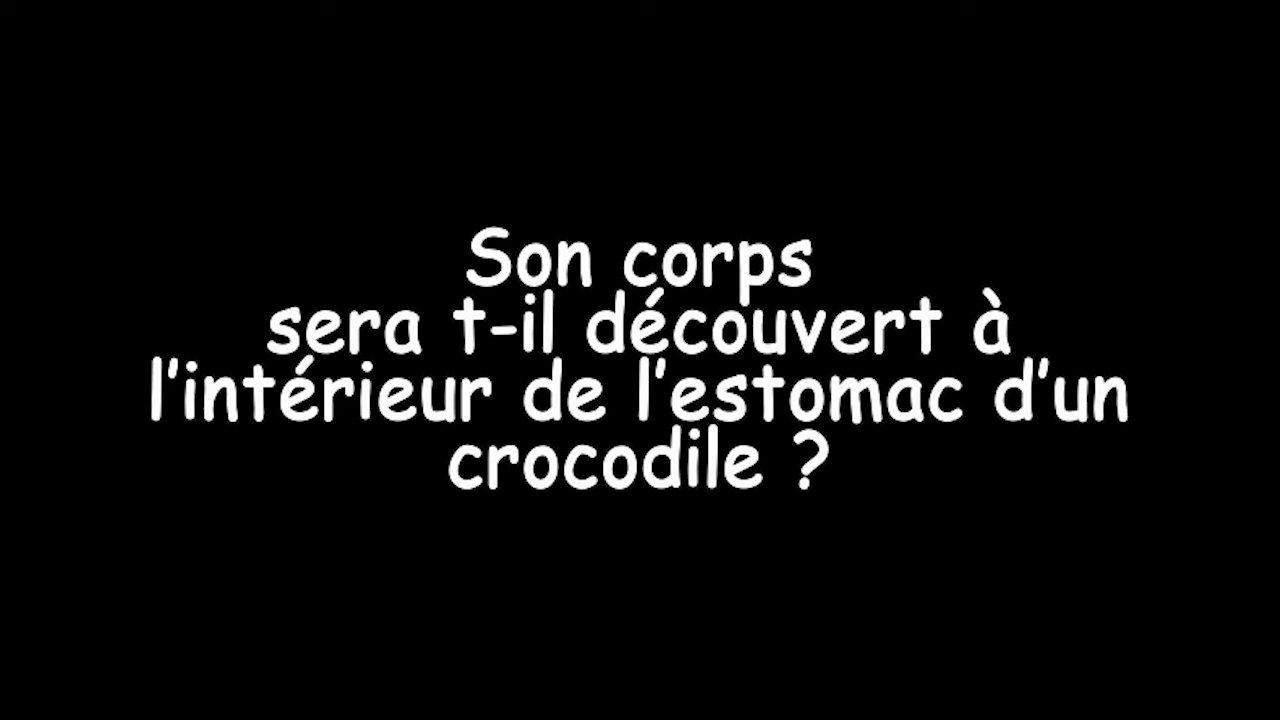 Son corps
sera t-il découvert à
l'intérieur de l'estomac d'un
crocodile ?